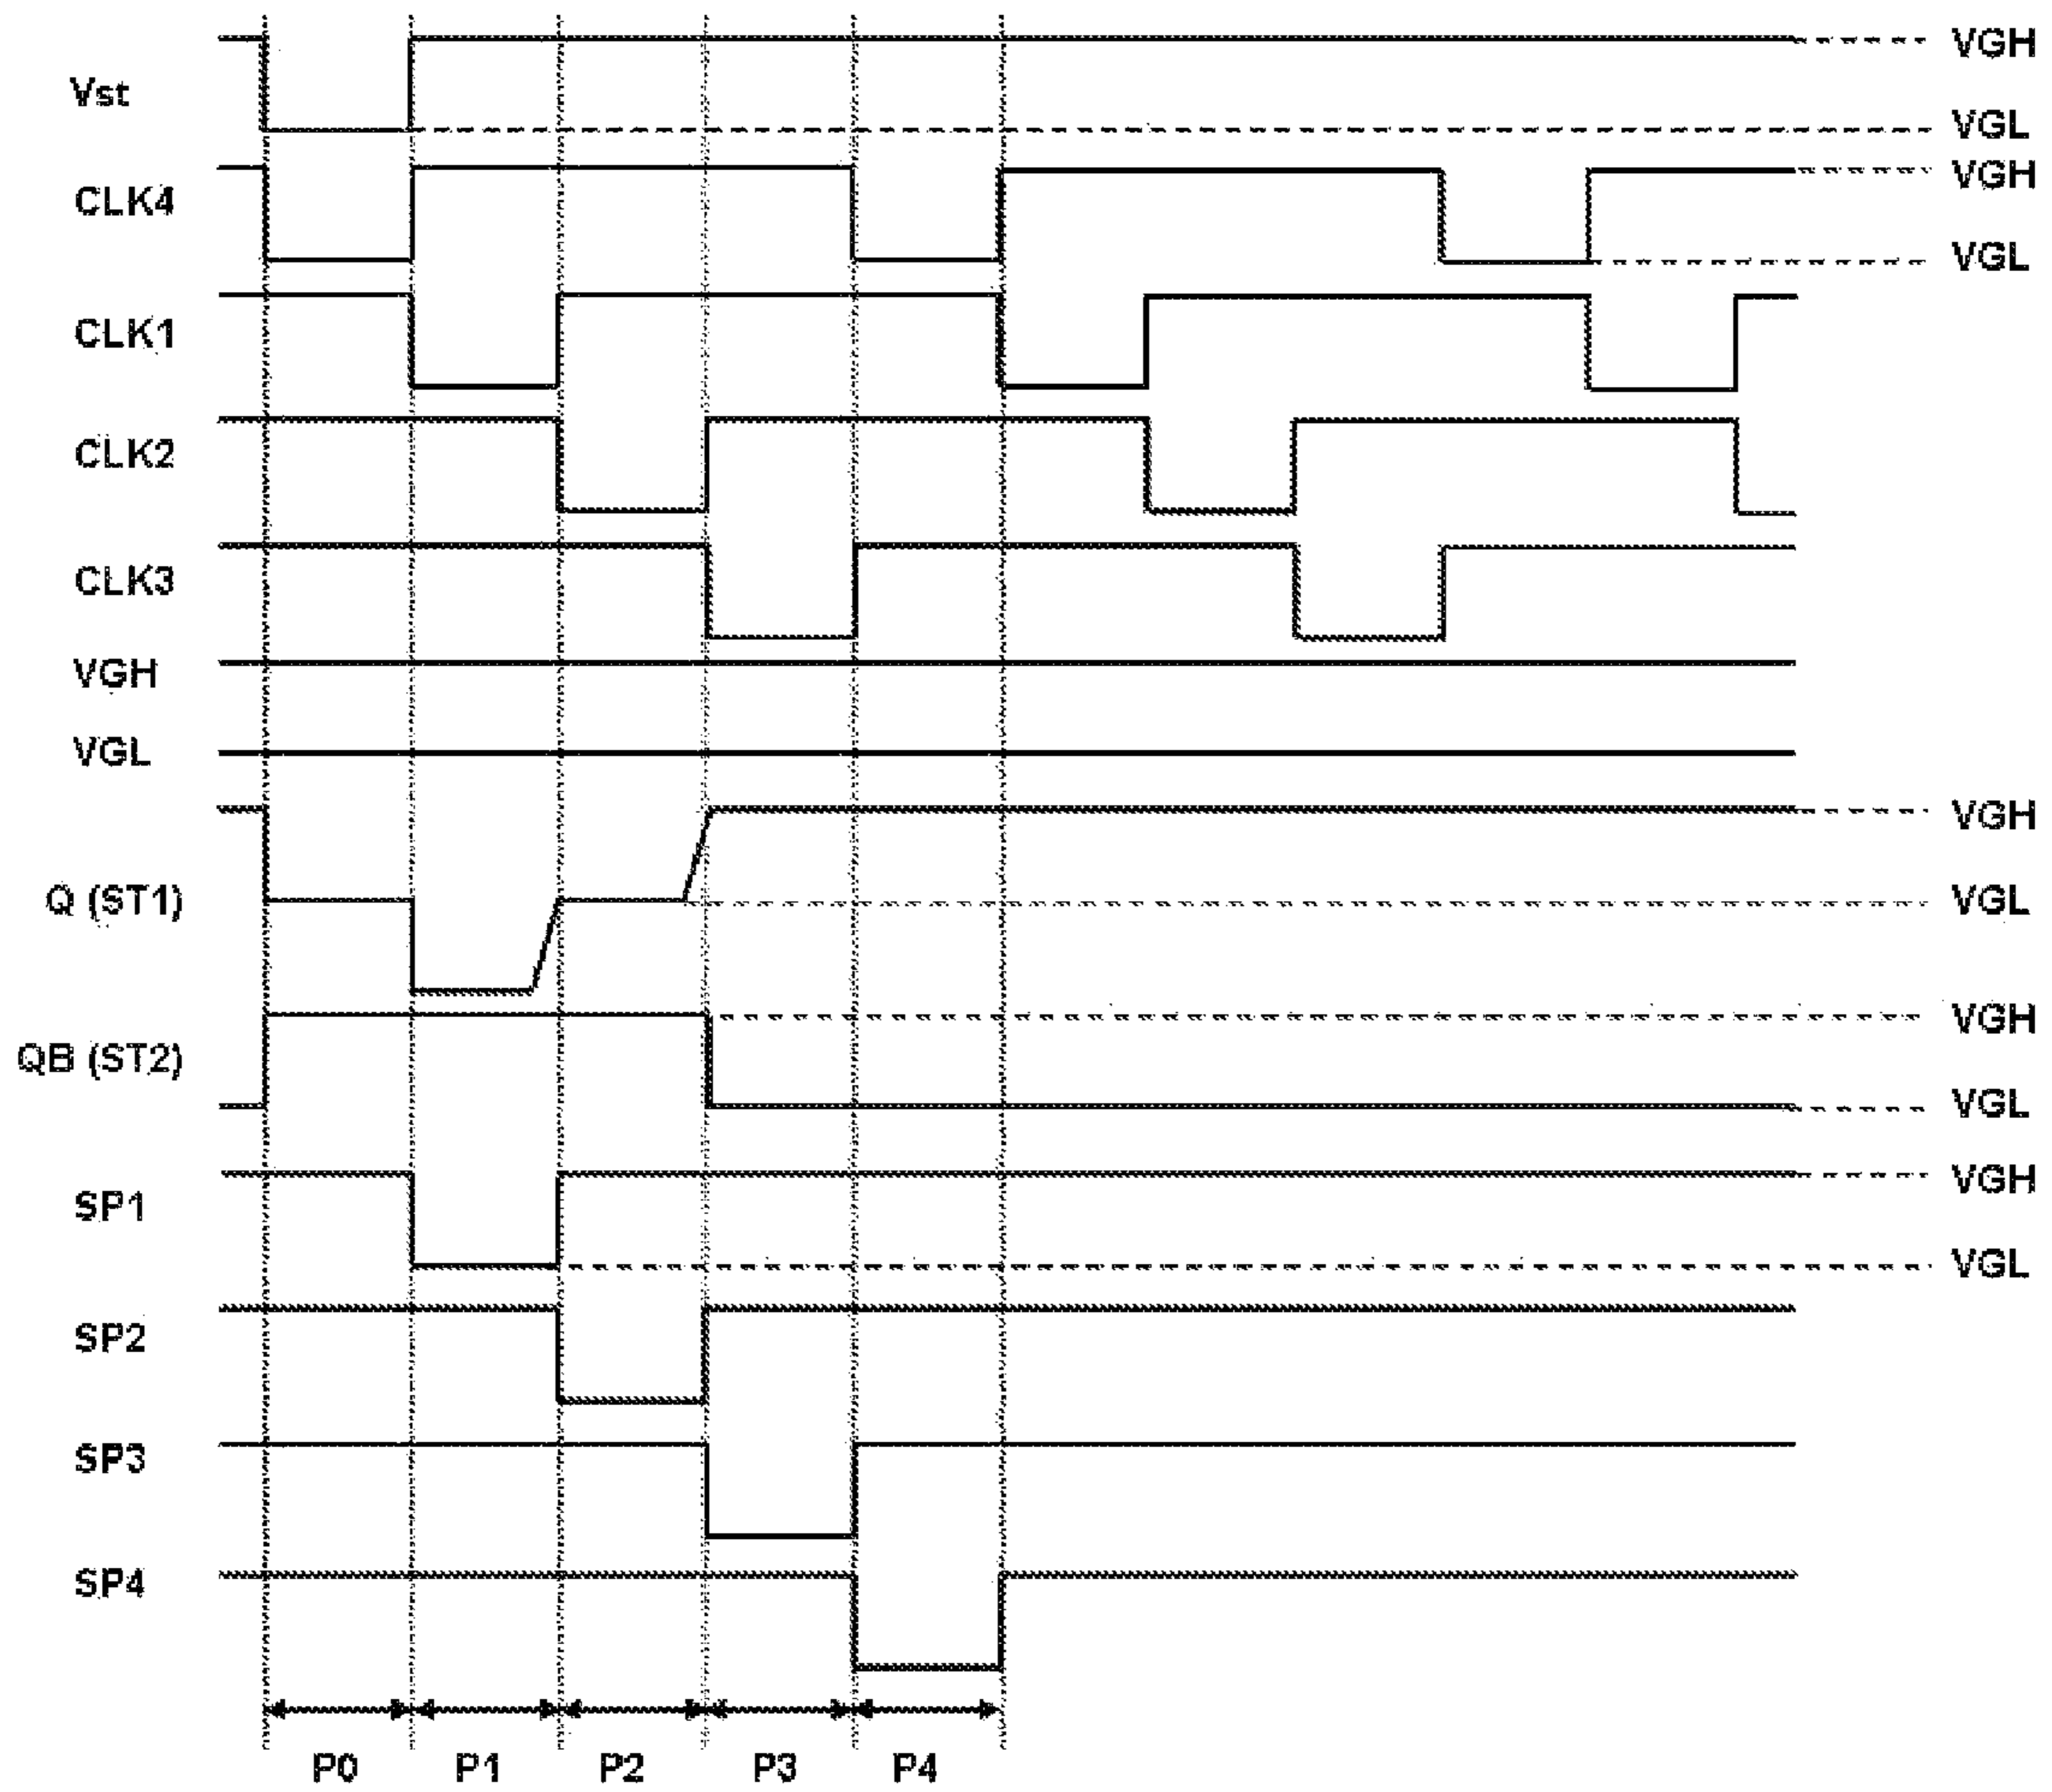 VGH
Vst
VGL
VGH
CLK4
VGL
CLK1
CLK2
CLK3
VGH
VGL
VGH
Q (ST1)
VGL
VGH
QB (ST2)
VGL
VGH
SP1
VGL
SP2
SP3
SP4
P0 P1 P2 P3 P4